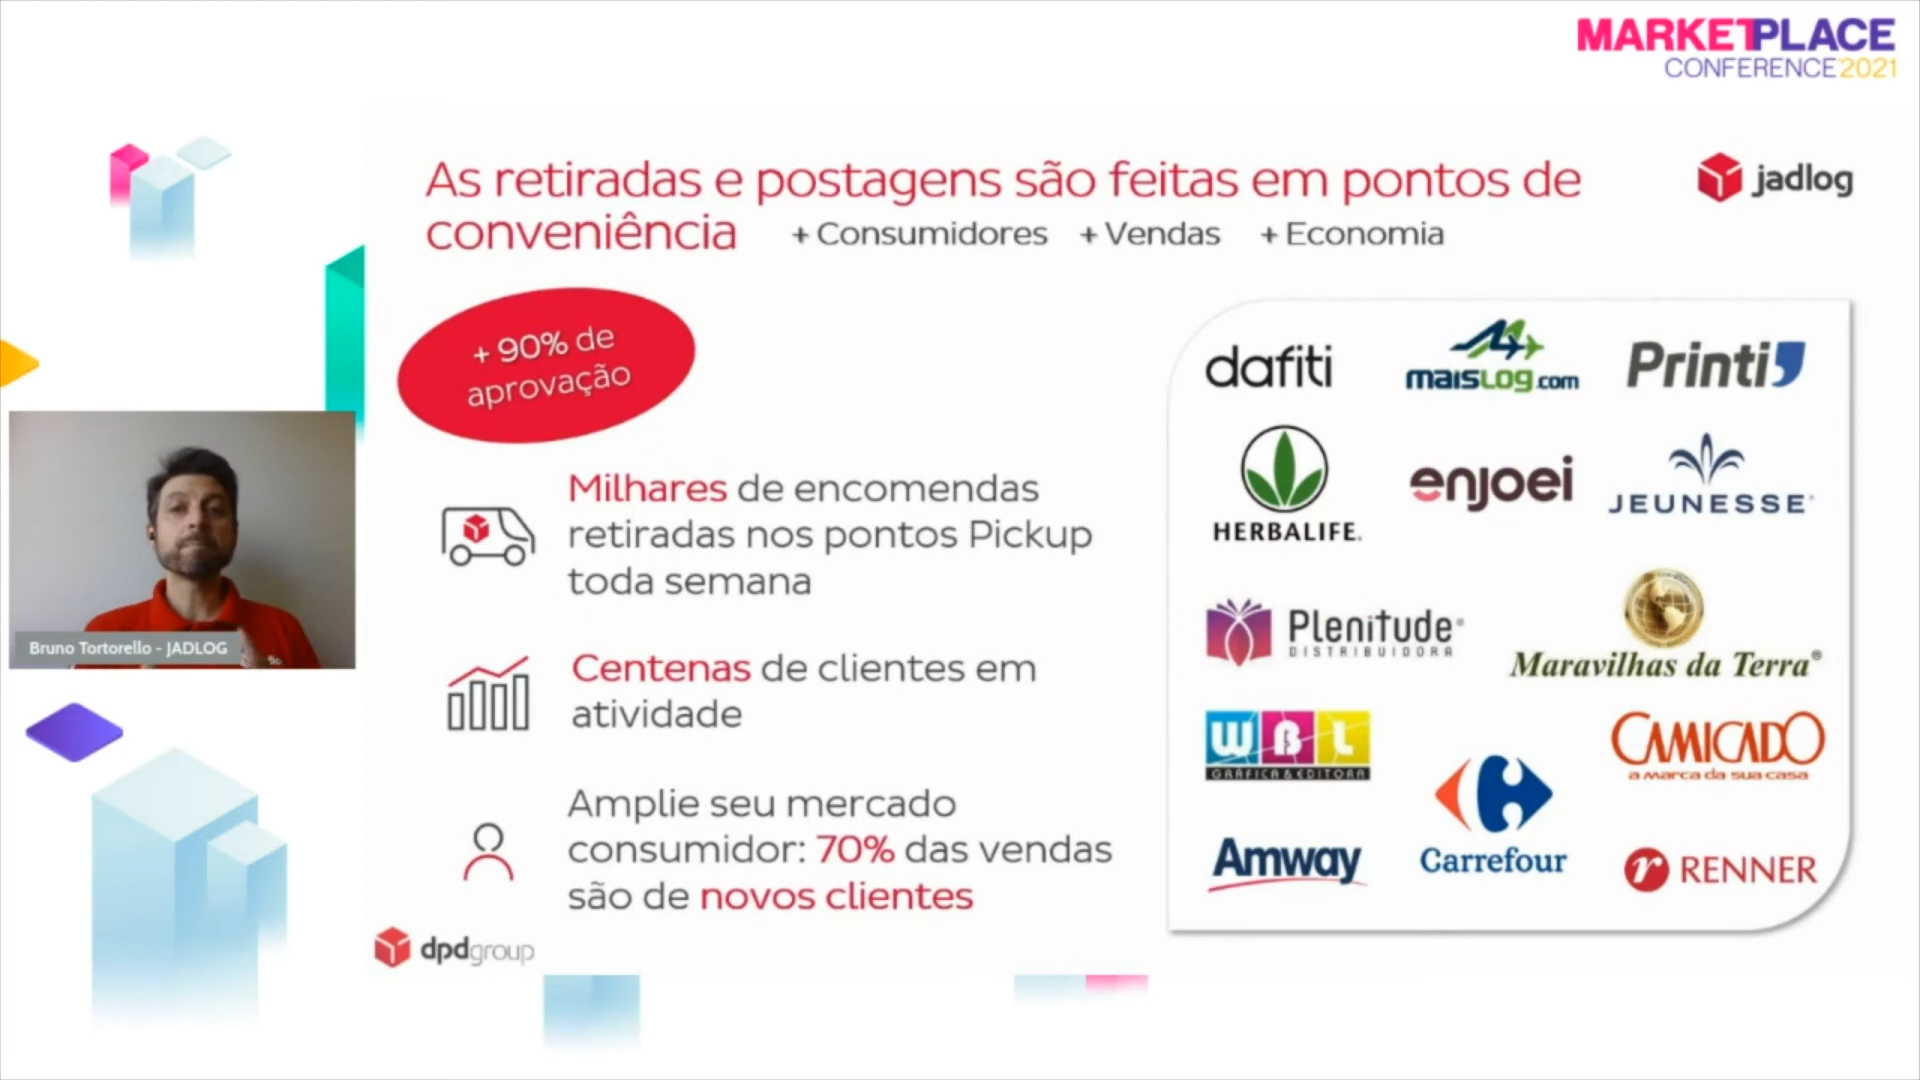 MARKETPLACE
CONFERENCE 2021
As retiradas e postagens são feitas em pontos de
conveniência + Consumidores + Vendas + Economia
jadlog
+ 90% de
aprovação
Milhares de encomendas
retiradas nos pontos Pickup
toda semana
Centenas de clientes em
atividade
Amplie seu mercado
consumidor: 70% das vendas
são de novos clientes
dpdgroup
Bruno Tortorello - JADLOG
dafiti
maisLog.com
Printi
HERBALIFE.
enjoei
JEUNESSE
Plenitude
DISTRIBUIDORA
Maravilhas da Terra
WBL
GRÁFICA & EDITORA
CAMICADO
a marca da sua casa
Amway
Carrefour
r RENNER